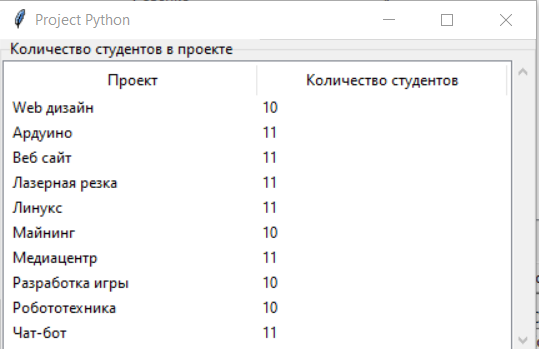 Project Python
Количество студентов в проекте
Проект Количество студентов
Web дизайн 10
Ардуино 11
Веб сайт 11
Лазерная резка 11
Линукс 11
Майнинг 10
Медиацентр 11
Разработка игры 10
Робототехника 10
Чат-бот 11